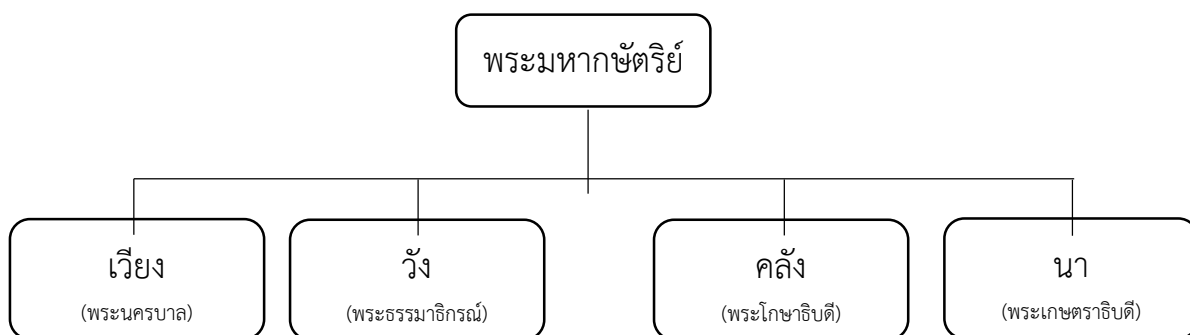 พระมหากษัตริย์
เวียง
(พระนครบาล)
วัง
(พระธรรมาธิกรณ์)
คลัง
(พระโกษาธิบดี)
นา
(พระเกษตราธิบดี)